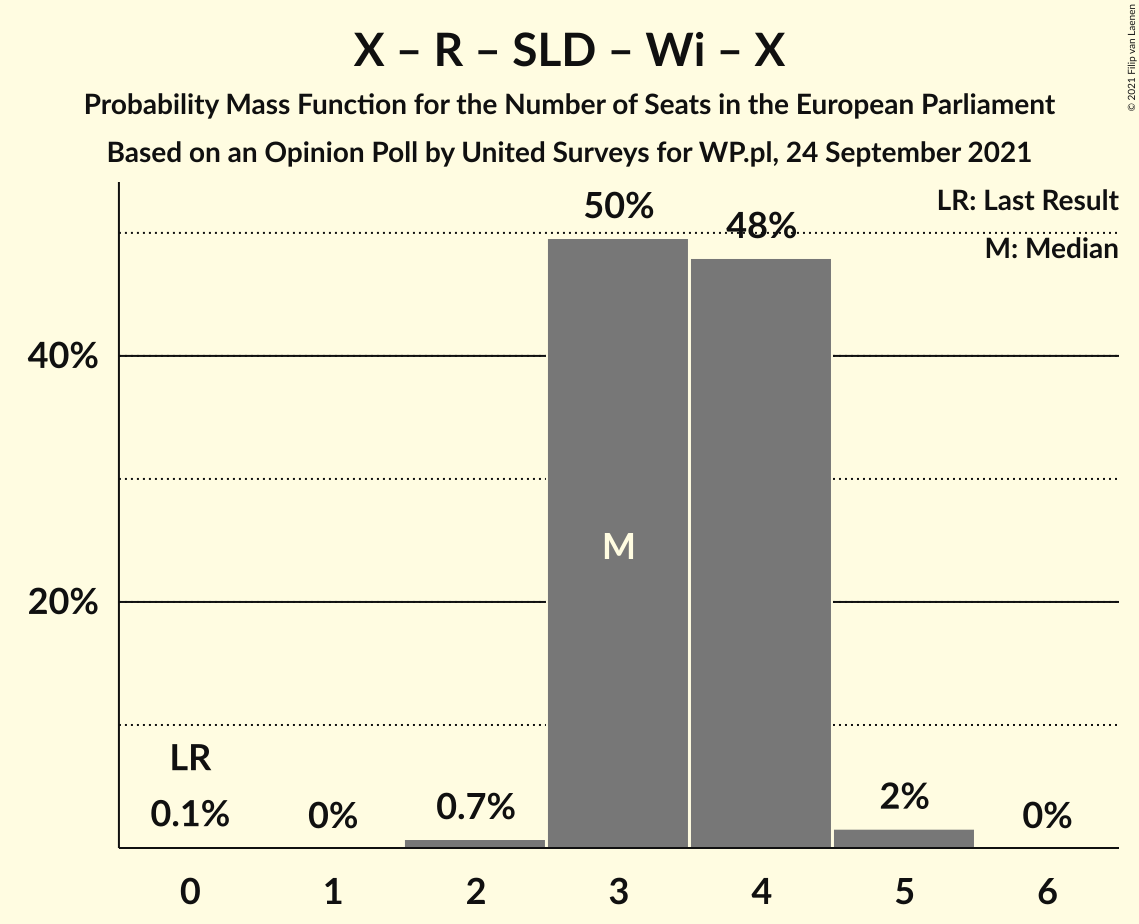 X – R – SLD – Wi – X
Probability Mass Function for the Number of Seats in the European Parliament
Based on an Opinion Poll by United Surveys for WP.pl, 24 September 2021
© 2021 Filip van Laenen
LR: Last Result
M: Median
50%
48%
40%
20%
M
LR
0.1%
0%
0.7%
2%
0%
0 1 2 3 4 5 6